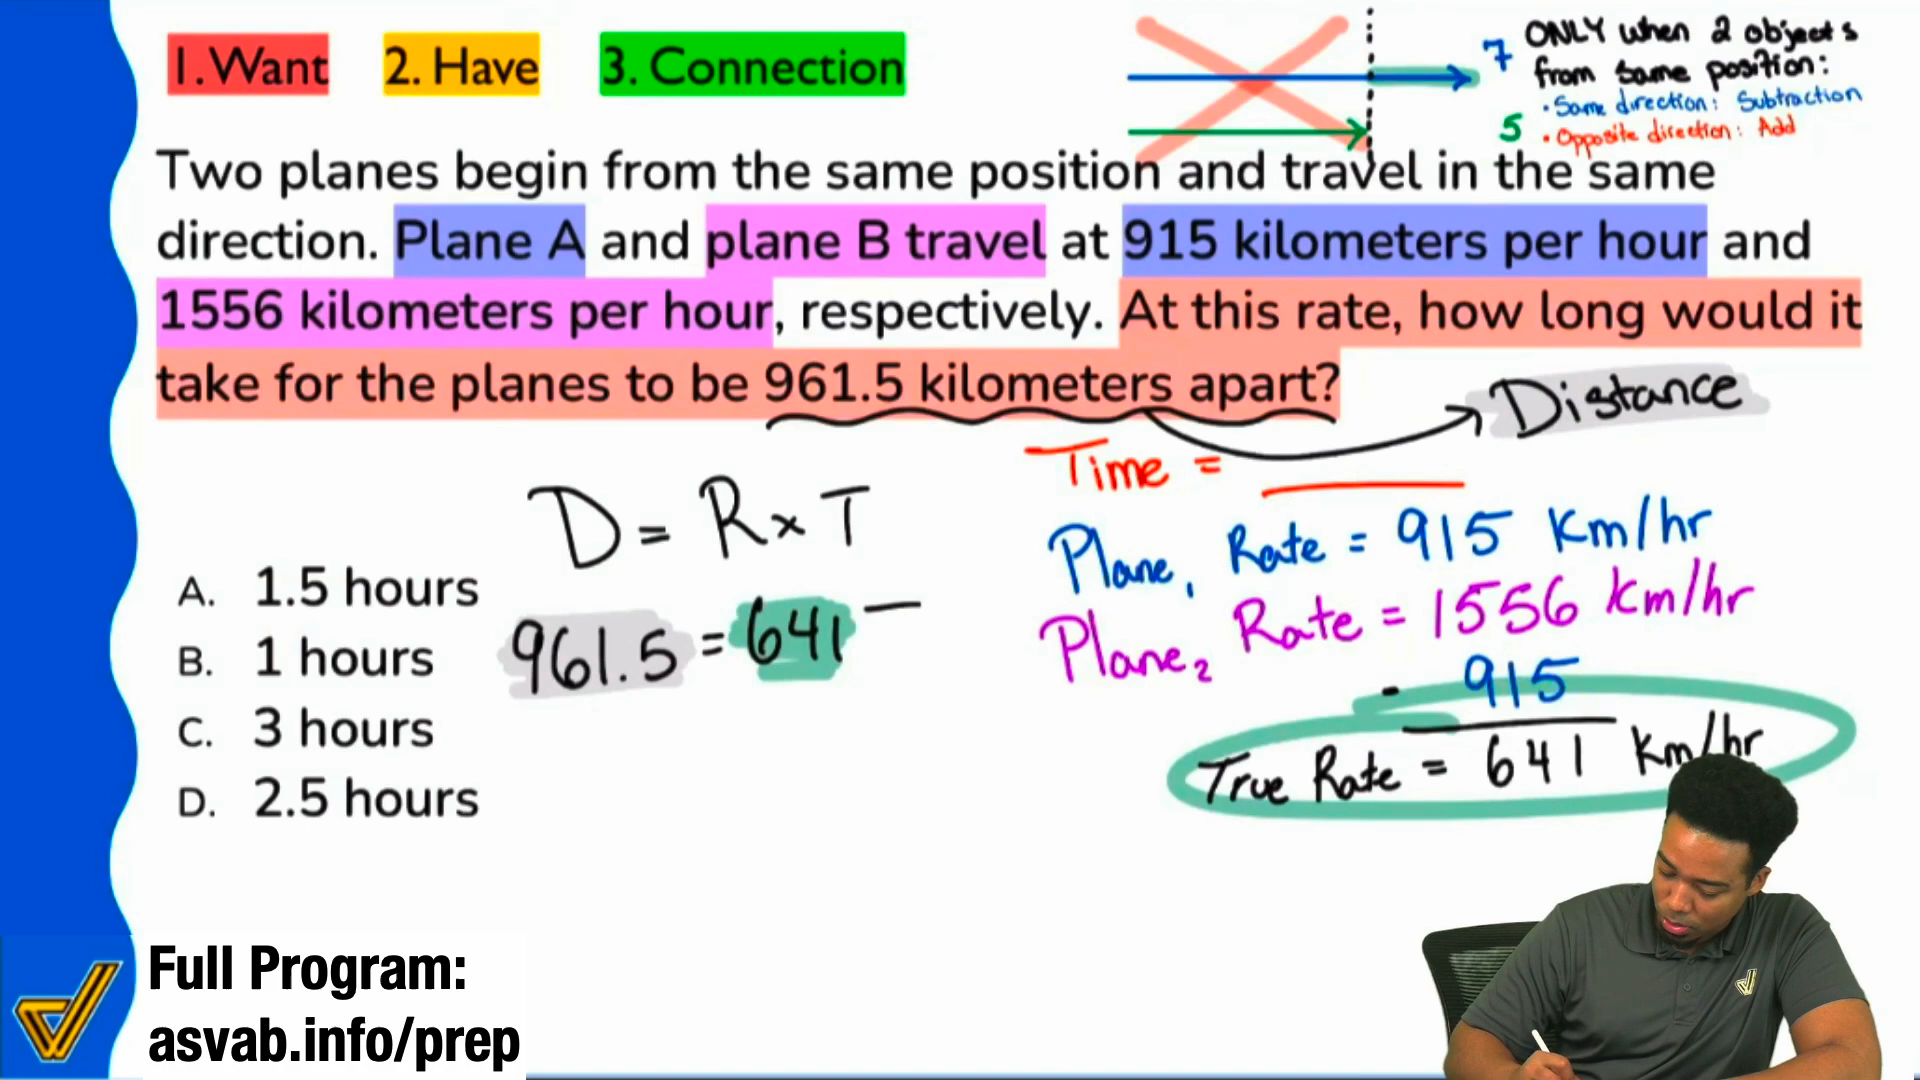 1. Want 2. Have 3. Connection
7 ONLY when 2 objects
from same position:
• Same direction: Subtraction
5 • Opposite direction: Add
Two planes begin from the same position and travel in the same
direction. Plane A and plane B travel at 915 kilometers per hour and
1556 kilometers per hour, respectively. At this rate, how long would it
take for the planes to be 961.5 kilometers apart?
Distance
Time =
D = R x T
Plane1 Rate = 915 Km/hr
A. 1.5 hours
961.5 = 641
Plane2 Rate = 1556 Km/hr
B. 1 hours
- 915
C. 3 hours
True Rate = 641 Km/hr
D. 2.5 hours
Full Program:
asvab.info/prep